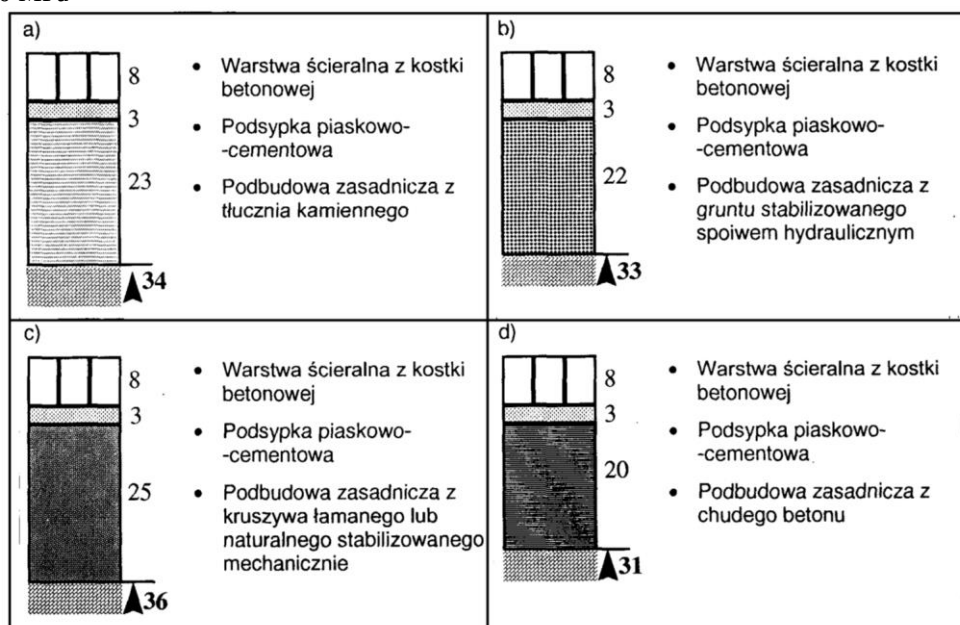 a)
8
3
23
34
• Warstwa ścieralna z kostki
betonowej
• Podsypka piaskowo-
-cementowa
• Podbudowa zasadnicza z
tłucznia kamiennego
b)
8
3
22
33
• Warstwa ścieralna z kostki
betonowej
• Podsypka piaskowo-
-cementowa
• Podbudowa zasadnicza z
gruntu stabilizowanego
spoiwem hydraulicznym
c)
8
3
25
36
• Warstwa ścieralna z kostki
betonowej
• Podsypka piaskowo-
-cementowa
• Podbudowa zasadnicza z
kruszywa łamanego lub
naturalnego stabilizowanego
mechanicznie
d)
8
3
20
31
• Warstwa ścieralna z kostki
betonowej
• Podsypka piaskowo-
-cementowa
• Podbudowa zasadnicza z
chudego betonu